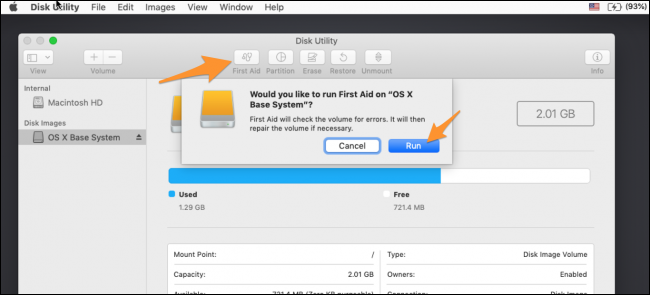 Disk Utility File Edit Images View Window Help (93%)
Disk Utility
View Volume First Aid Partition Erase Restore Unmount Info
Internal
Macintosh HD
Disk Images
OS X Base System
Would you like to run First Aid on “OS X
Base System”?
First Aid will check the volume for errors. It will then
repair the volume if necessary.
Cancel Run
2.01 GB
Used Free
1.29 GB 721.4 MB
Mount Point: / Type: Disk Image Volume
Capacity: 2.01 GB Owners: Enabled